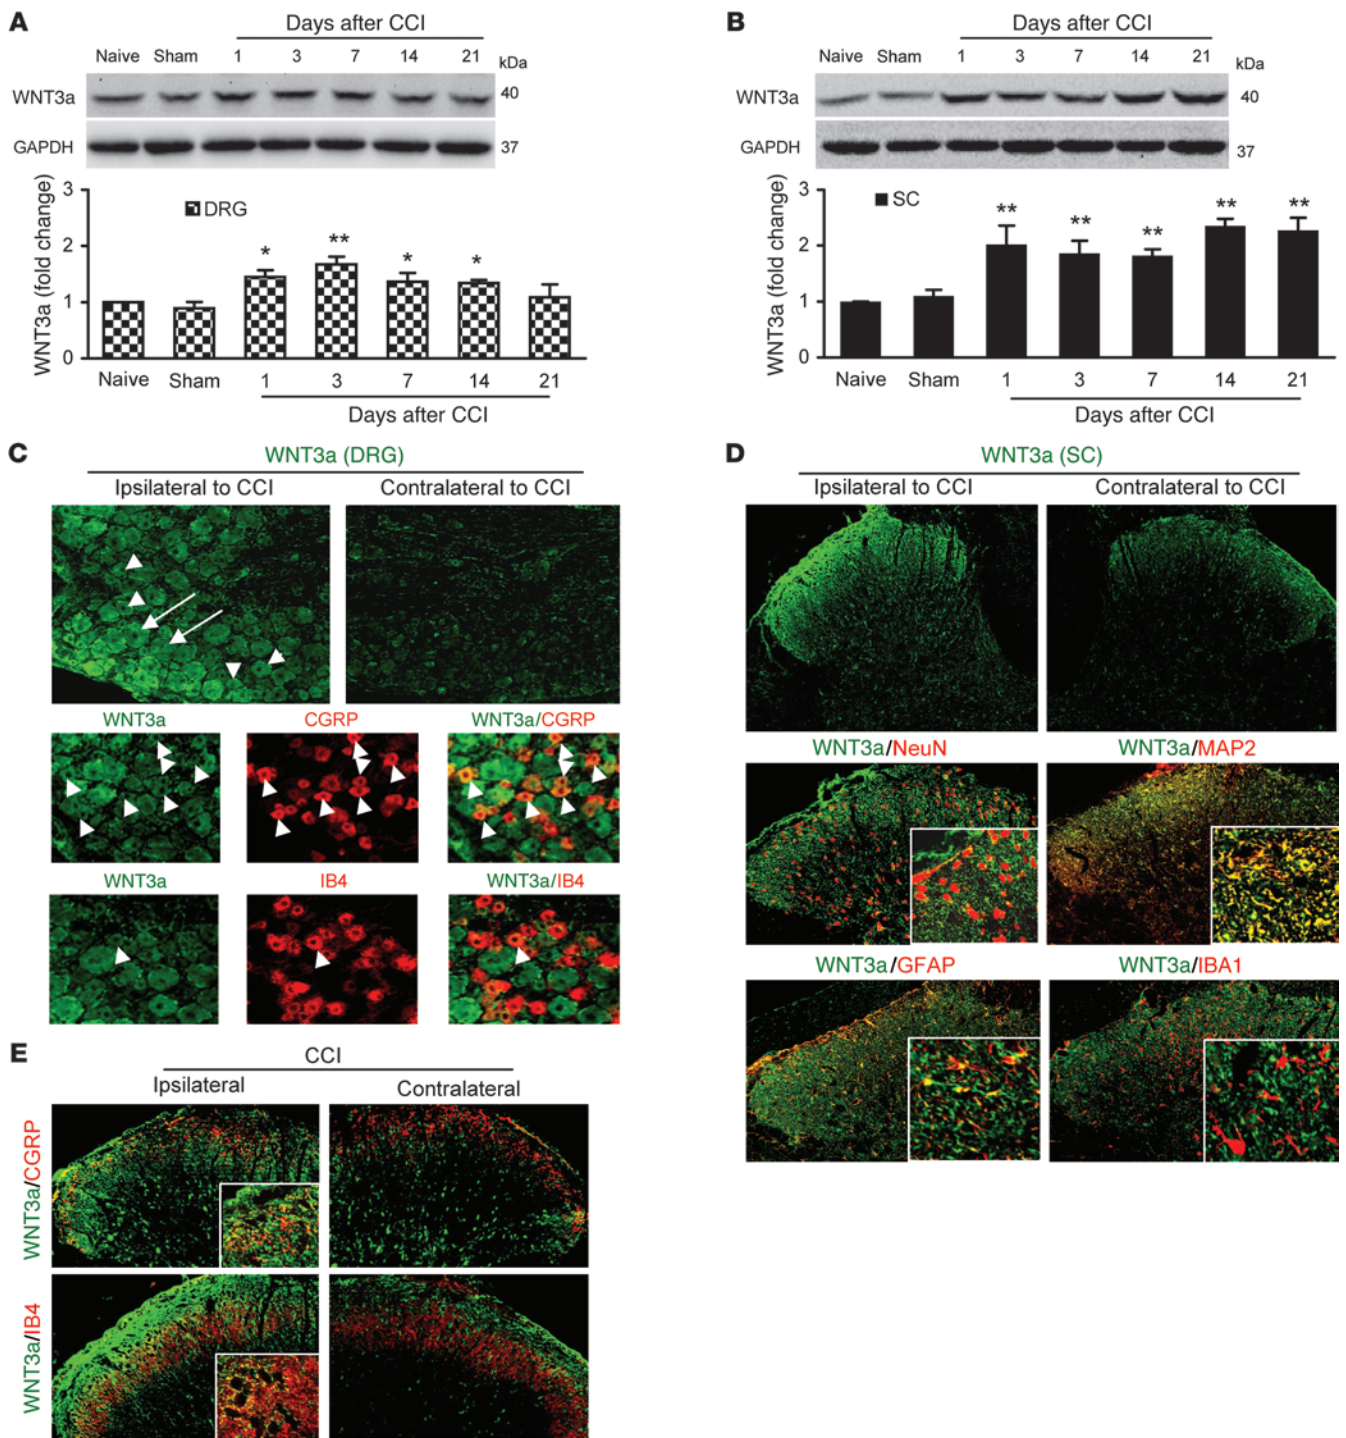 A
Days after CCI
Naive Sham 1 3 7 14 21 kDa
WNT3a 40
GAPDH 37
WNT3a (fold change)
3
2
1
0
DRG
* ** * *
Naive Sham 1 3 7 14 21
Days after CCI
B
Days after CCI
Naive Sham 1 3 7 14 21 kDa
WNT3a 40
GAPDH 37
WNT3a (fold change)
3
2
1
0
SC
** ** ** ** **
Naive Sham 1 3 7 14 21
Days after CCI
C
WNT3a (DRG)
Ipsilateral to CCI Contralateral to CCI
WNT3a CGRP WNT3a/CGRP
WNT3a IB4 WNT3a/IB4
D
WNT3a (SC)
Ipsilateral to CCI Contralateral to CCI
WNT3a/NeuN WNT3a/MAP2
WNT3a/GFAP WNT3a/IBA1
E
CCI
Ipsilateral Contralateral
WNT3a/CGRP
WNT3a/IB4